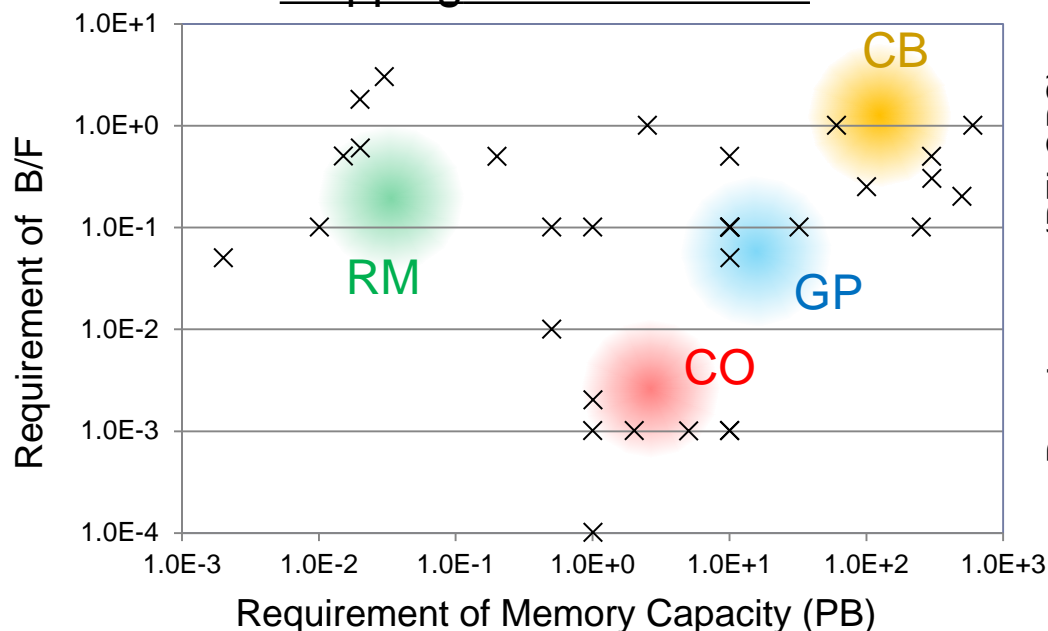 1.0E+1
CB
1.0E+0
1.0E-1
RM
GP
1.0E-2
CO
1.0E-3
1.0E-4
1.0E-3 1.0E-2 1.0E-1 1.0E+0 1.0E+1 1.0E+2 1.0E+3
Requirement of B/F
Requirement of Memory Capacity (PB)